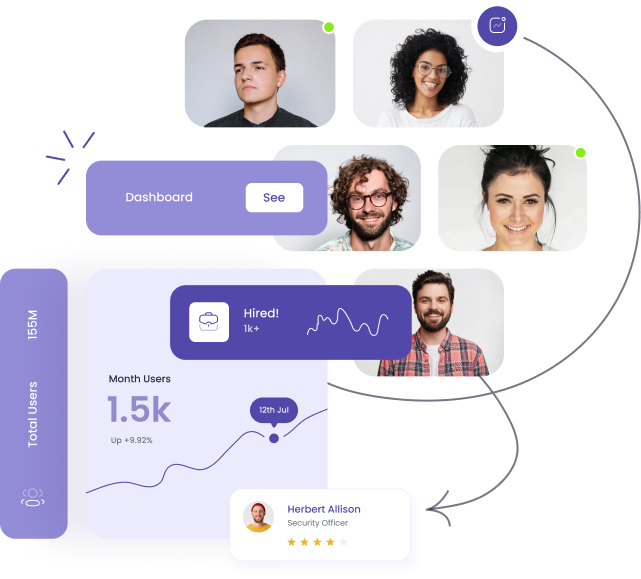 Dashboard
See
155M
Total Users
Hired!
1k+
Month Users
1.5k
Up +9.92%
12th Jul
Herbert Allison
Security Officer